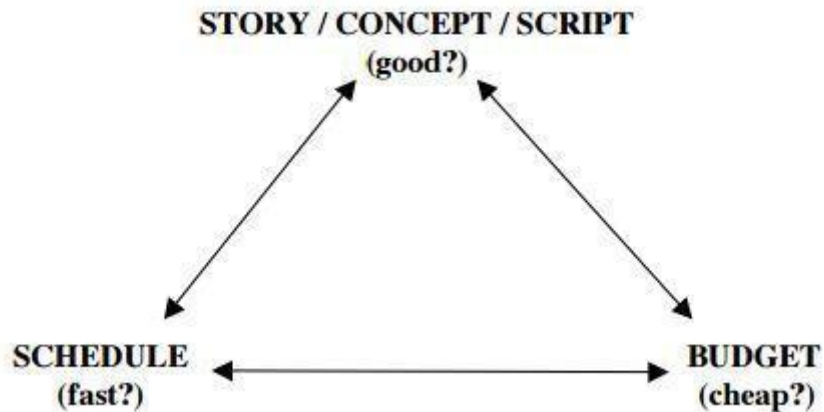 STORY / CONCEPT / SCRIPT
(good?)
SCHEDULE
(fast?)
BUDGET
(cheap?)